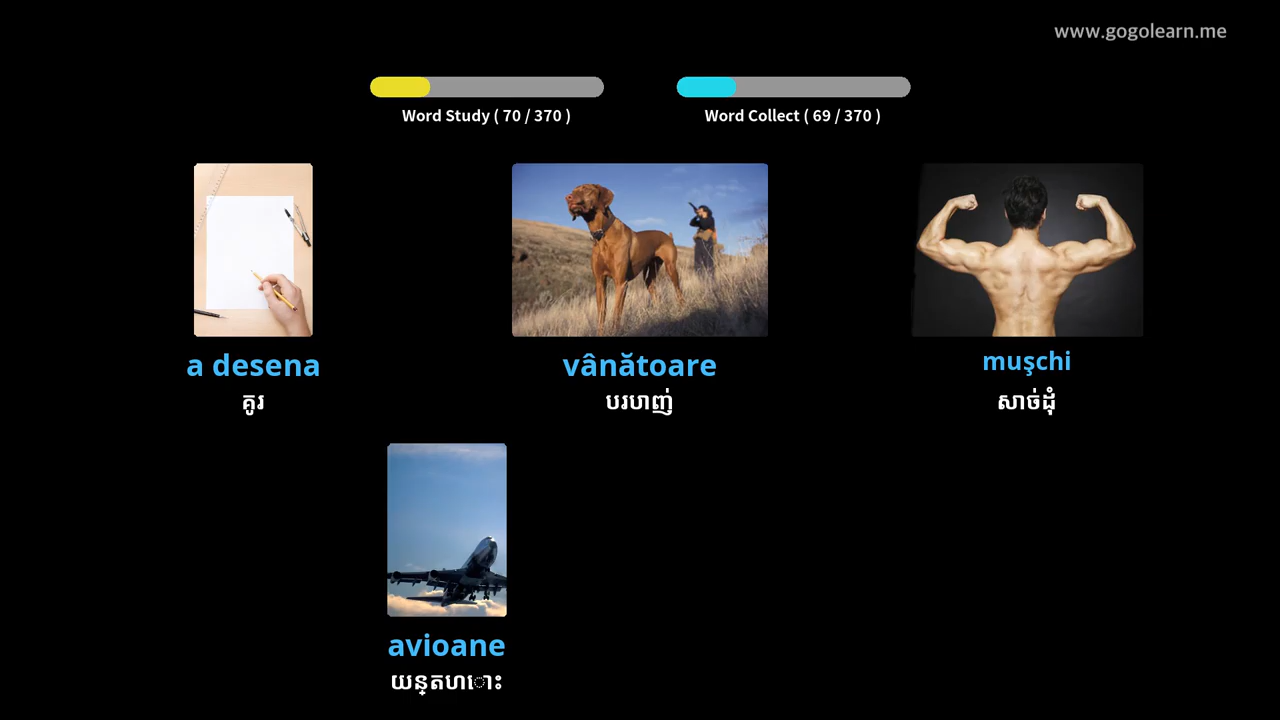 www.gogolearn.me
Word Study ( 70 / 370 )
Word Collect ( 69 / 370 )
a desena
គូរ
vânătoare
បរបាញ់
muşchi
សាច់ដុំ
avioane
យន្តហោះ